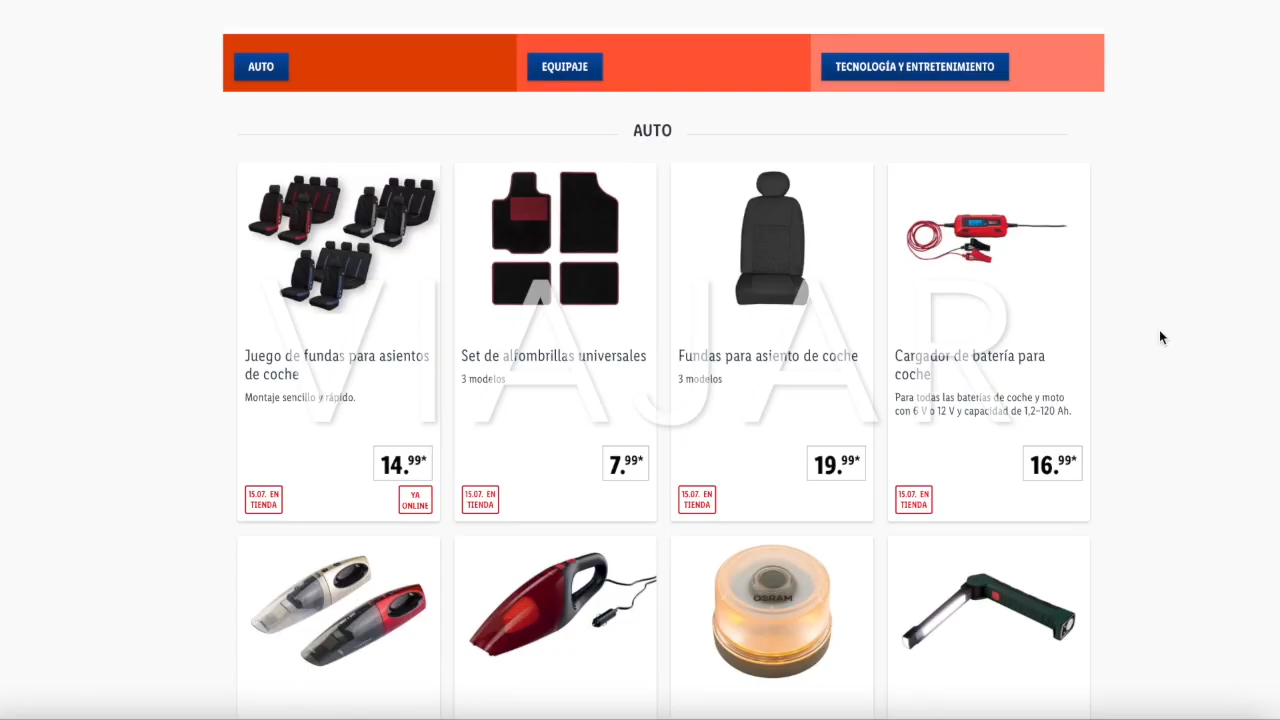 AUTO
EQUIPAJE
TECNOLOGÍA Y ENTRETENIMIENTO
AUTO
VIAJAR
Juego de fundas para asientos
de coche
Montaje sencillo y rápido.
14.99*
15.07. EN
TIENDA
YA
ONLINE
Set de alfombrillas universales
3 modelos
7.99*
15.07. EN
TIENDA
Fundas para asiento de coche
3 modelos
19.99*
15.07. EN
TIENDA
Cargador de batería para
coche
Para todas las baterías de coche y moto
con 6 V o 12 V y capacidad de 1,2-120 Ah.
16.99*
15.07. EN
TIENDA
OSRAM